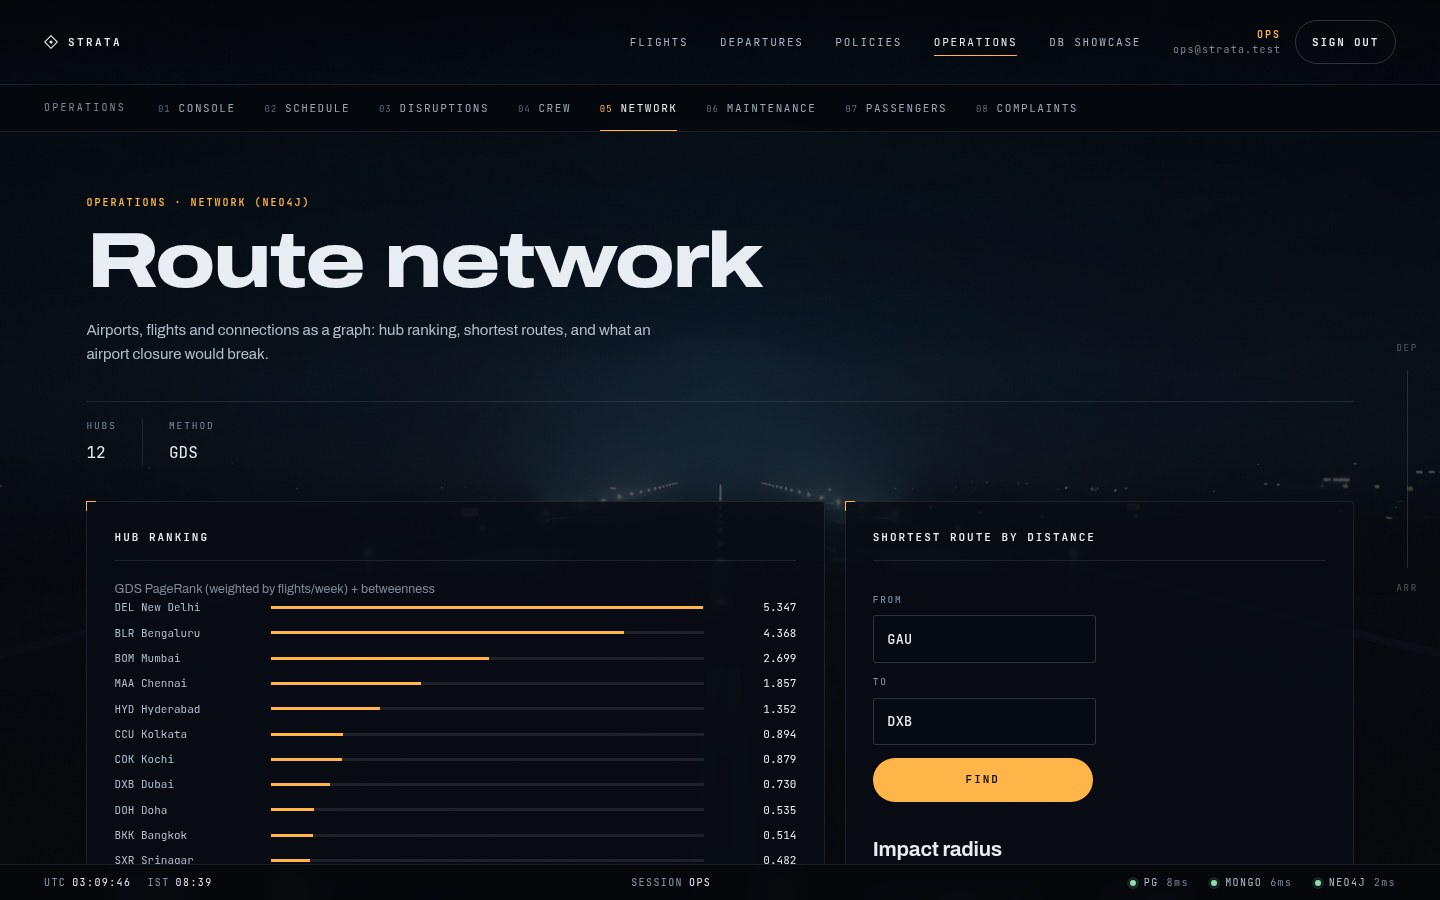 STRATA
FLIGHTS DEPARTURES POLICIES OPERATIONS DB SHOWCASE
OPS
ops@strata.test
SIGN OUT
OPERATIONS 01 CONSOLE 02 SCHEDULE 03 DISRUPTIONS 04 CREW 05 NETWORK 06 MAINTENANCE 07 PASSENGERS 08 COMPLAINTS
OPERATIONS · NETWORK (NEO4J)
Route network
Airports, flights and connections as a graph: hub ranking, shortest routes, and what an
airport closure would break.
DEP
ARR
HUBS
12
METHOD
GDS
HUB RANKING
GDS PageRank (weighted by flights/week) + betweenness
DEL New Delhi 5.347
BLR Bengaluru 4.368
BOM Mumbai 2.699
MAA Chennai 1.857
HYD Hyderabad 1.352
CCU Kolkata 0.894
COK Kochi 0.879
DXB Dubai 0.730
DOH Doha 0.535
BKK Bangkok 0.514
SXR Srinagar 0.482
SHORTEST ROUTE BY DISTANCE
FROM
GAU
TO
DXB
FIND
Impact radius
UTC 03:09:46 IST 08:39
SESSION OPS
PG 8ms MONGO 6ms NEO4J 2ms